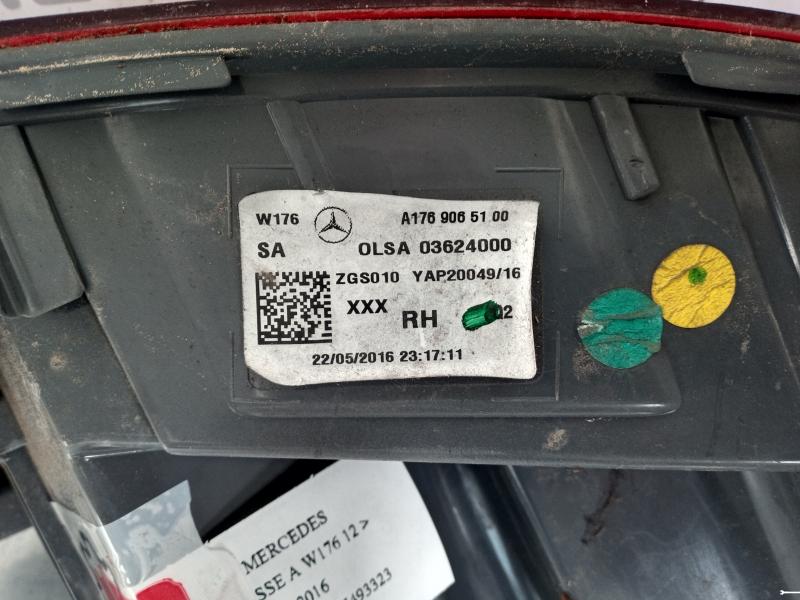 W176 A176 906 51 00
SA OLSA 03624000
ZGS010 YAP20049/16
XXX RH 02
22/05/2016 23:17:11
MERCEDES
SSE A W176 12 >
2016
493323